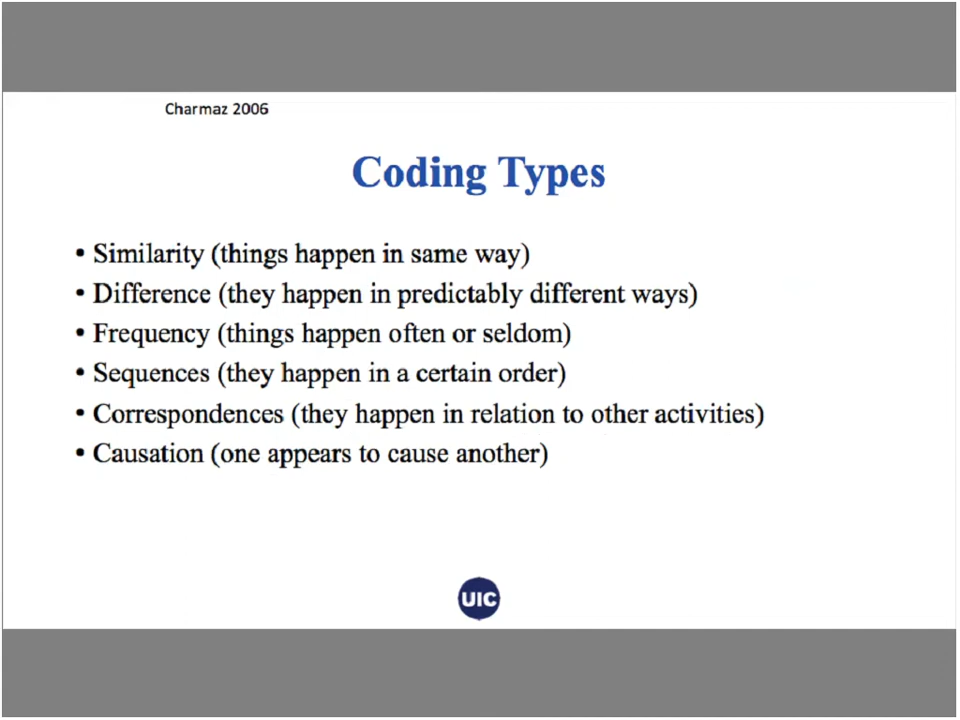 Charmaz 2006
Coding Types
• Similarity (things happen in same way)
• Difference (they happen in predictably different ways)
• Frequency (things happen often or seldom)
• Sequences (they happen in a certain order)
• Correspondences (they happen in relation to other activities)
• Causation (one appears to cause another)
UIC